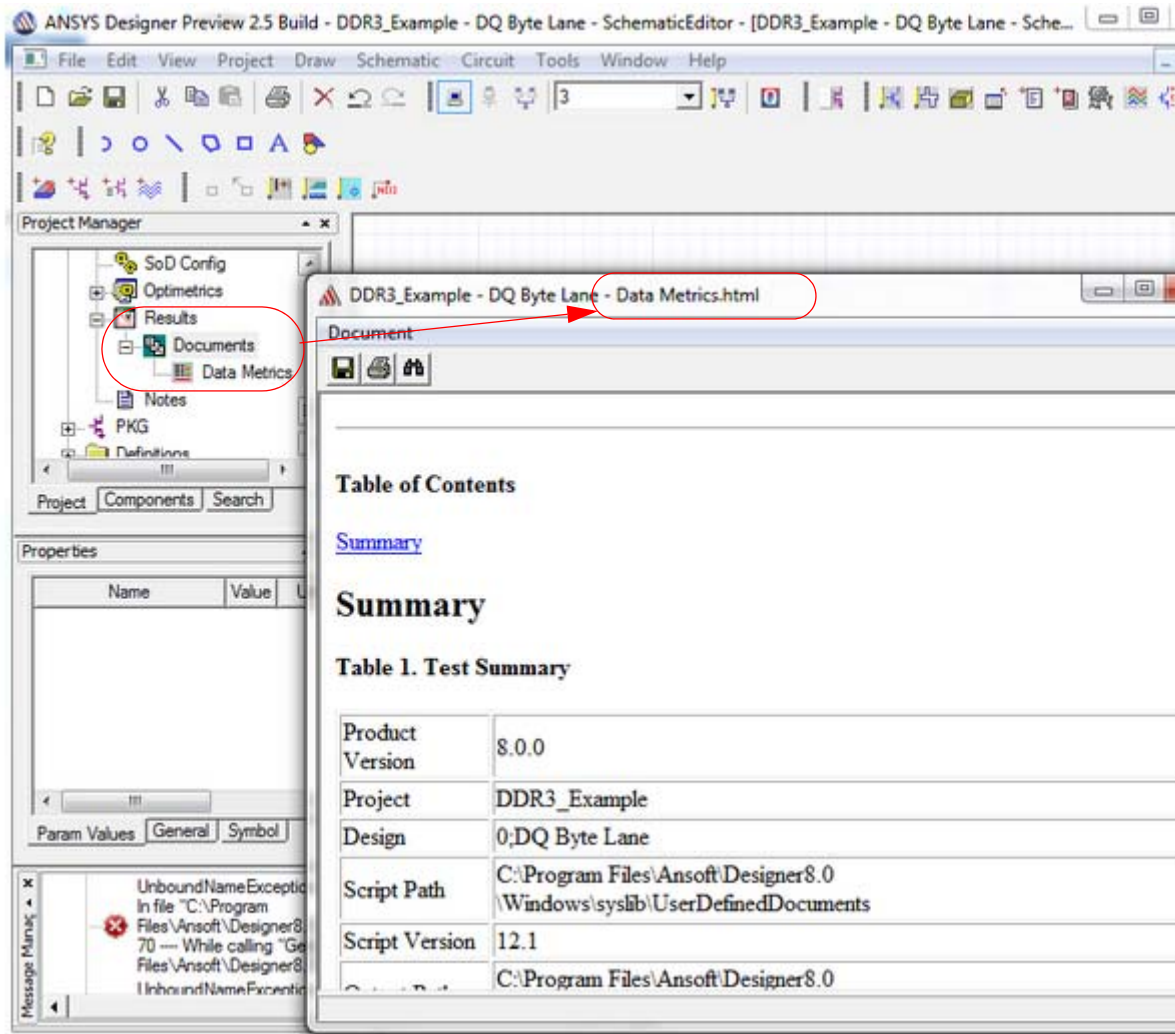 ANSYS Designer Preview 2.5 Build - DDR3_Example - DQ Byte Lane - SchematicEditor - [DDR3_Example - DQ Byte Lane - Sche...
File Edit View Project Draw Schematic Circuit Tools Window Help
3
Project Manager
SoD Config
Optimetrics
Results
Documents
Data Metrics
Notes
PKG
Definitions
Project Components Search
Properties
Name Value U
Param Values General Symbol
Message Manag
UnboundNameExceptio
In file "C:\Program
Files\Ansoft\Designer8.
70 ---- While calling "Ge
Files\Ansoft\Designer8.
UnboundNameExceptio
DDR3_Example - DQ Byte Lane - Data Metrics.html
Document
Table of Contents
Summary
Summary
Table 1. Test Summary
Product
Version
8.0.0
Project DDR3_Example
Design 0;DQ Byte Lane
Script Path
C:\Program Files\Ansoft\Designer8.0
\Windows\syslib\UserDefinedDocuments
Script Version 12.1
C:\Program Files\Ansoft\Designer8.0